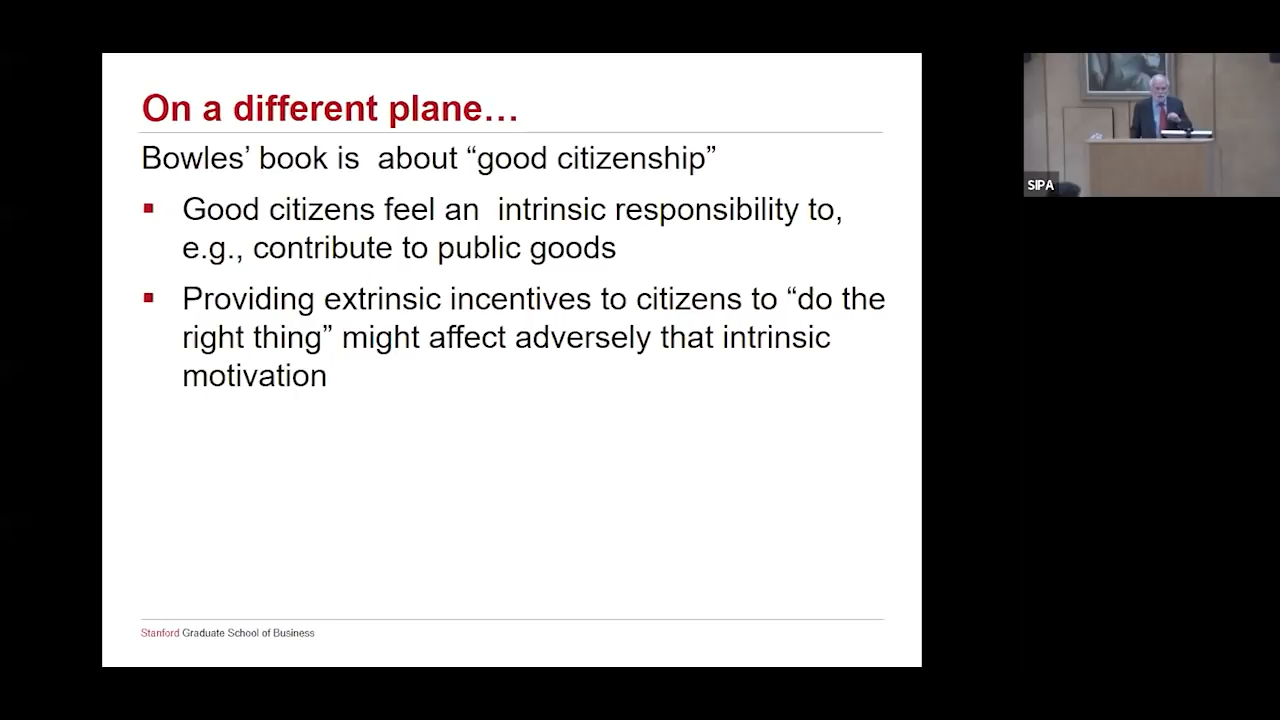 On a different plane…
Bowles’ book is  about “good citizenship”
Good citizens feel an  intrinsic responsibility to,
e.g., contribute to public goods
Providing extrinsic incentives to citizens to “do the
right thing” might affect adversely that intrinsic
motivation
Stanford Graduate School of Business
SIPA